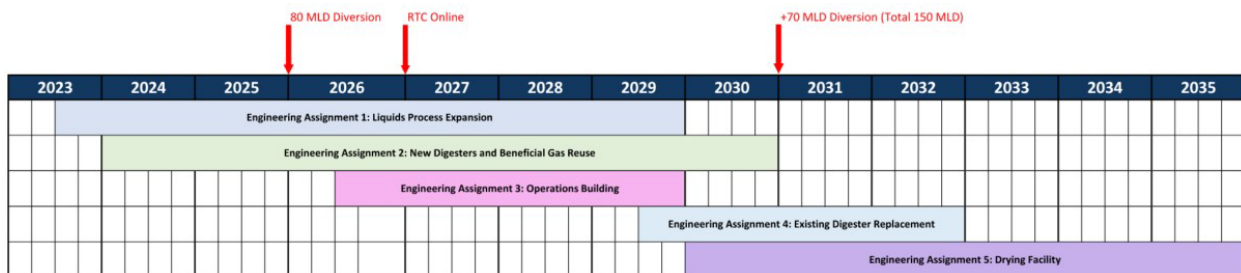 80 MLD Diversion
RTC Online
+70 MLD Diversion (Total 150 MLD)
2023 2024 2025 2026 2027 2028 2029 2030 2031 2032 2033 2034 2035
Engineering Assignment 1: Liquids Process Expansion
Engineering Assignment 2: New Digesters and Beneficial Gas Reuse
Engineering Assignment 3: Operations Building
Engineering Assignment 4: Existing Digester Replacement
Engineering Assignment 5: Drying Facility